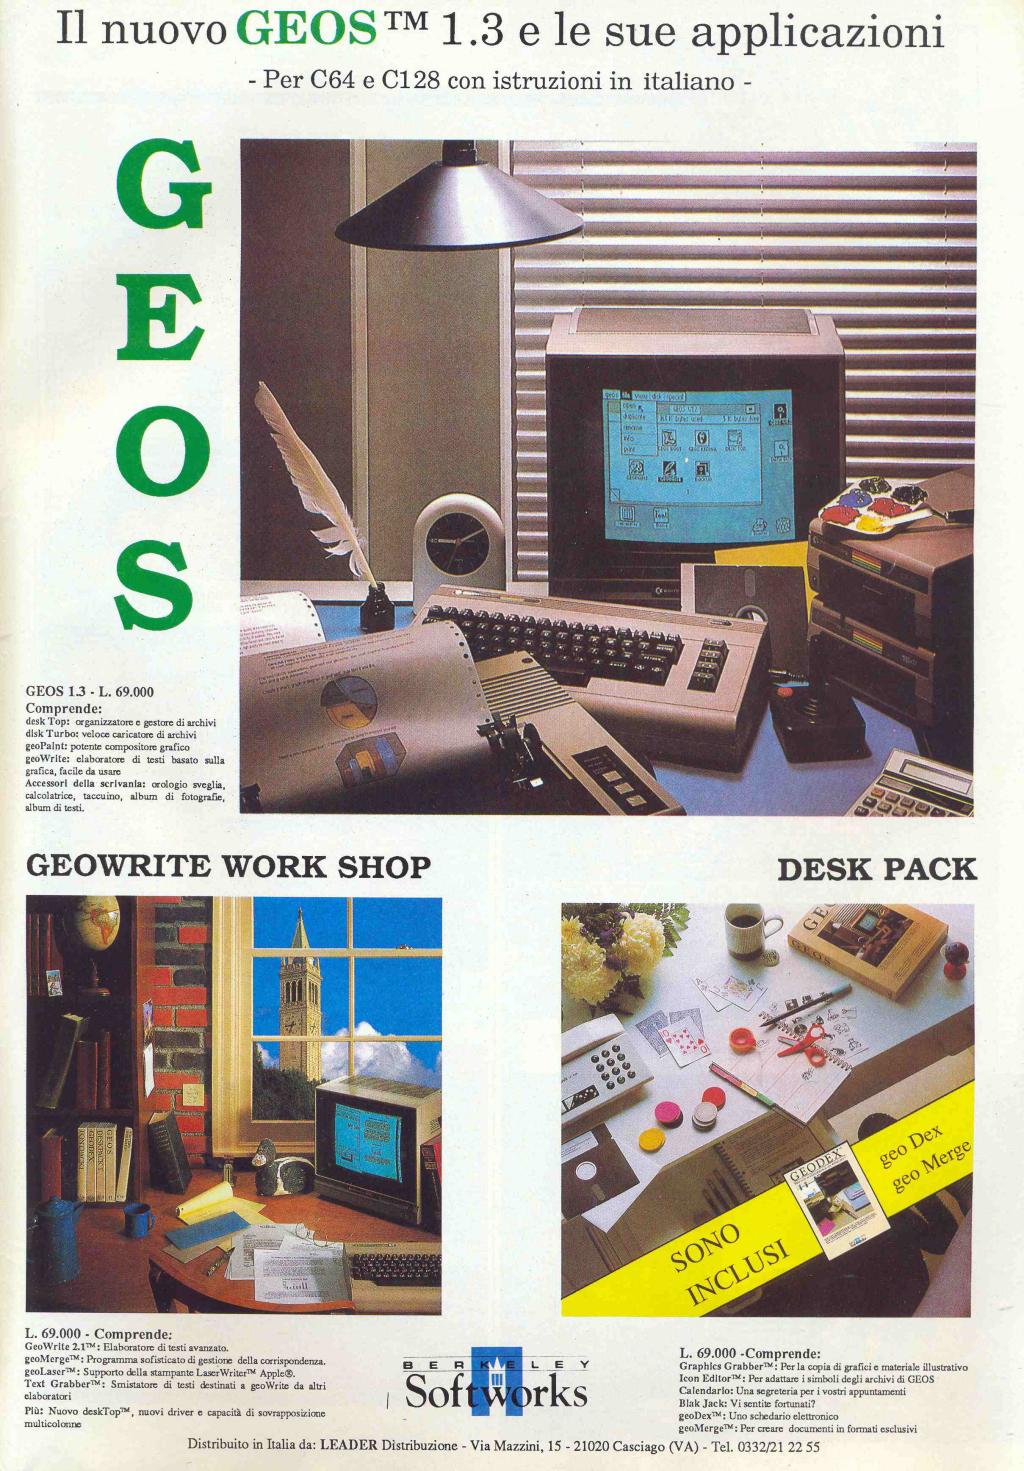 Il nuovo GEOS™ 1.3 e le sue applicazioni
- Per C64 e C128 con istruzioni in italiano -
GEOS
GEOS 1.3 - L. 69.000
Comprende:
desk Top: organizzatore e gestore di archivi
disk Turbo: veloce caricatore di archivi
geoPaint: potente compositore grafico
geoWrite: elaboratore di testi basato sulla
grafica, facile da usare
Accessori della scrivania: orologio sveglia,
calcolatrice, taccuino, album di fotografie,
album di testi.
GEOWRITE WORK SHOP
DESK PACK
GEOS
GEODEX
geo Dex
geo Merge
SONO
INCLUSI
L. 69.000 - Comprende:
GeoWrite 2.1™: Elaboratore di testi avanzato.
geoMerge™: Programma sofisticato di gestione della corrispondenza.
geoLaser™: Supporto della stampante LaserWriter™ Apple®.
Text Grabber™: Smistatore di testi destinati a geoWrite da altri
elaboratori
Più: Nuovo deskTop™, nuovi driver e capacità di sovrapposizione
multicolonne
BERKELEY
Softworks
L. 69.000 -Comprende:
Graphics Grabber™: Per la copia di grafici e materiale illustrativo
Icon Editor™: Per adattare i simboli degli archivi di GEOS
Calendario: Una segreteria per i vostri appuntamenti
Blak Jack: Vi sentite fortunati?
geoDex™: Uno schedario elettronico
geoMerge™: Per creare documenti in formati esclusivi
Distribuito in Italia da: LEADER Distribuzione - Via Mazzini, 15 - 21020 Casciago (VA) - Tel. 0332/21 22 55